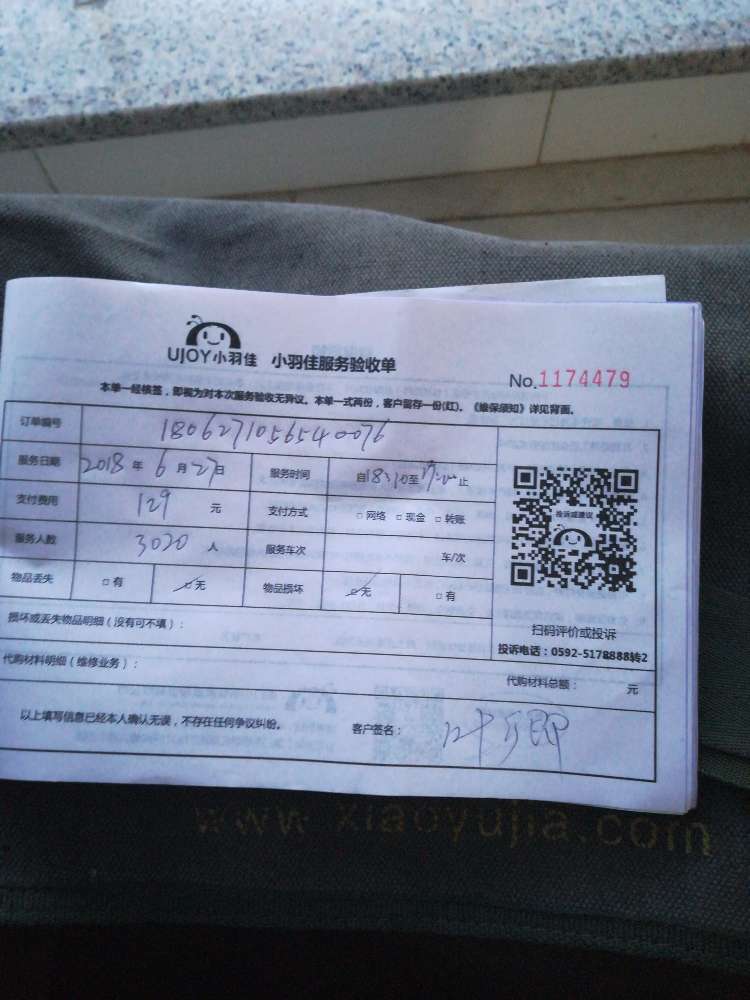 UJOY小羽佳 小羽佳服务验收单
No.1174479
本单一经核签，即视为对本次服务验收无异议。本单一式两份，客户留存一份(红)。《维保须知》详见背面。
订单编号 18062710565540076
服务日期 2018 年 6 月 27 日 服务时间 自 18:10 至 止
支付费用 129 元 支付方式 □ 网络 □ 现金 □ 转账
投诉或建议
服务人数 3020 人 服务车次 车/次
物品丢失 □ 有 □ 无 物品损坏 □ 无 □ 有
扫码评价或投诉
损坏或丢失物品明细（没有可不填）：
投诉电话：0592-5178888转2
代购材料明细（维修业务）：
代购材料总额： 元
以上填写信息已经本人确认无误，不存在任何争议纠纷。 客户签名：
www.xiaoyujia.com